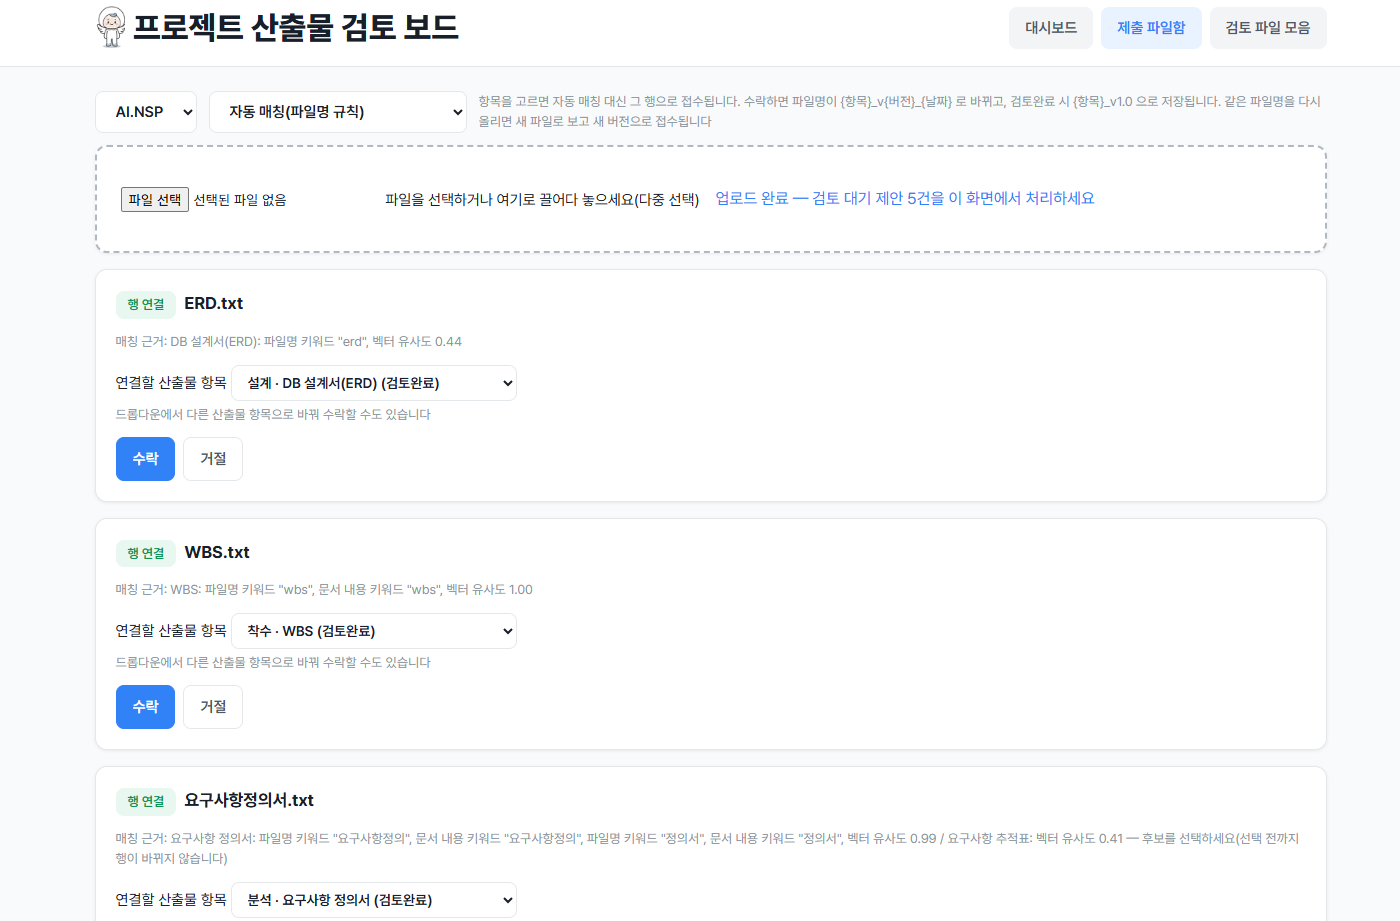 프로젝트 산출물 검토 보드
대시보드
제출 파일함
검토 파일 모음
AI.NSP
자동 매칭(파일명 규칙)
항목을 고르면 자동 매칭 대신 그 행으로 접수됩니다. 수락하면 파일명이 {항목}_v{버전}_{날짜} 로 바뀌고, 검토완료 시 {항목}_v1.0 으로 저장됩니다. 같은 파일명을 다시
올리면 새 파일로 보고 새 버전으로 접수됩니다
파일 선택 선택된 파일 없음
파일을 선택하거나 여기로 끌어다 놓으세요(다중 선택)
업로드 완료 — 검토 대기 제안 5건을 이 화면에서 처리하세요
행 연결 ERD.txt
매칭 근거: DB 설계서(ERD): 파일명 키워드 "erd", 벡터 유사도 0.44
연결할 산출물 항목 설계 · DB 설계서(ERD) (검토완료)
드롭다운에서 다른 산출물 항목으로 바꿔 수락할 수도 있습니다
수락 거절
행 연결 WBS.txt
매칭 근거: WBS: 파일명 키워드 "wbs", 문서 내용 키워드 "wbs", 벡터 유사도 1.00
연결할 산출물 항목 착수 · WBS (검토완료)
드롭다운에서 다른 산출물 항목으로 바꿔 수락할 수도 있습니다
수락 거절
행 연결 요구사항정의서.txt
매칭 근거: 요구사항 정의서: 파일명 키워드 "요구사항정의", 문서 내용 키워드 "요구사항정의", 파일명 키워드 "정의서", 문서 내용 키워드 "정의서", 벡터 유사도 0.99 / 요구사항 추적표: 벡터 유사도 0.41 — 후보를 선택하세요(선택 전까지
행이 바뀌지 않습니다)
연결할 산출물 항목 분석 · 요구사항 정의서 (검토완료)